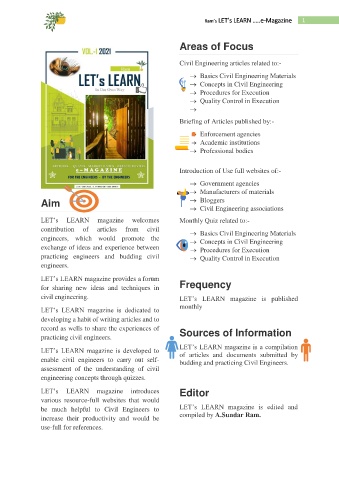 Ram's LET's LEARN .....e-Magazine 1
VOL.-1 2021
LET's LEARN
e-MAGAZINE
FOR THE ENGINEERS - BY THE ENGINEERS
Aim
LET's LEARN magazine welcomes
contribution of articles from civil
engineers, which would promote the
exchange of ideas and experience between
practicing engineers and budding civil
engineers.
LET's LEARN magazine provides a forum
for sharing new ideas and techniques in
civil engineering.
LET's LEARN magazine is dedicated to
developing a habit of writing articles and to
record as wells to share the experiences of
practicing civil engineers.
LET's LEARN magazine is developed to
enable civil engineers to carry out self-
assessment of the understanding of civil
engineering concepts through quizzes.
LET's LEARN magazine introduces
various resource-full websites that would
be much helpful to Civil Engineers to
increase their productivity and would be
use-full for references.
Areas of Focus
Civil Engineering articles related to:-
→ Basics Civil Engineering Materials
→ Concepts in Civil Engineering
→ Procedures for Execution
→ Quality Control in Execution
→
Briefing of Articles published by:-
Enforcement agencies
→ Academic institutions
→ Professional bodies
Introduction of Use full websites of:-
→ Government agencies
→ Manufacturers of materials
→ Bloggers
→ Civil Engineering associations
Monthly Quiz related to:-
→ Basics Civil Engineering Materials
→ Concepts in Civil Engineering
→ Procedures for Execution
→ Quality Control in Execution
Frequency
LET's LEARN magazine is published
monthly
Sources of Information
LET's LEARN magazine is a compilation
of articles and documents submitted by
budding and practicing Civil Engineers.
Editor
LET's LEARN magazine is edited and
compiled by A.Sundar Ram.